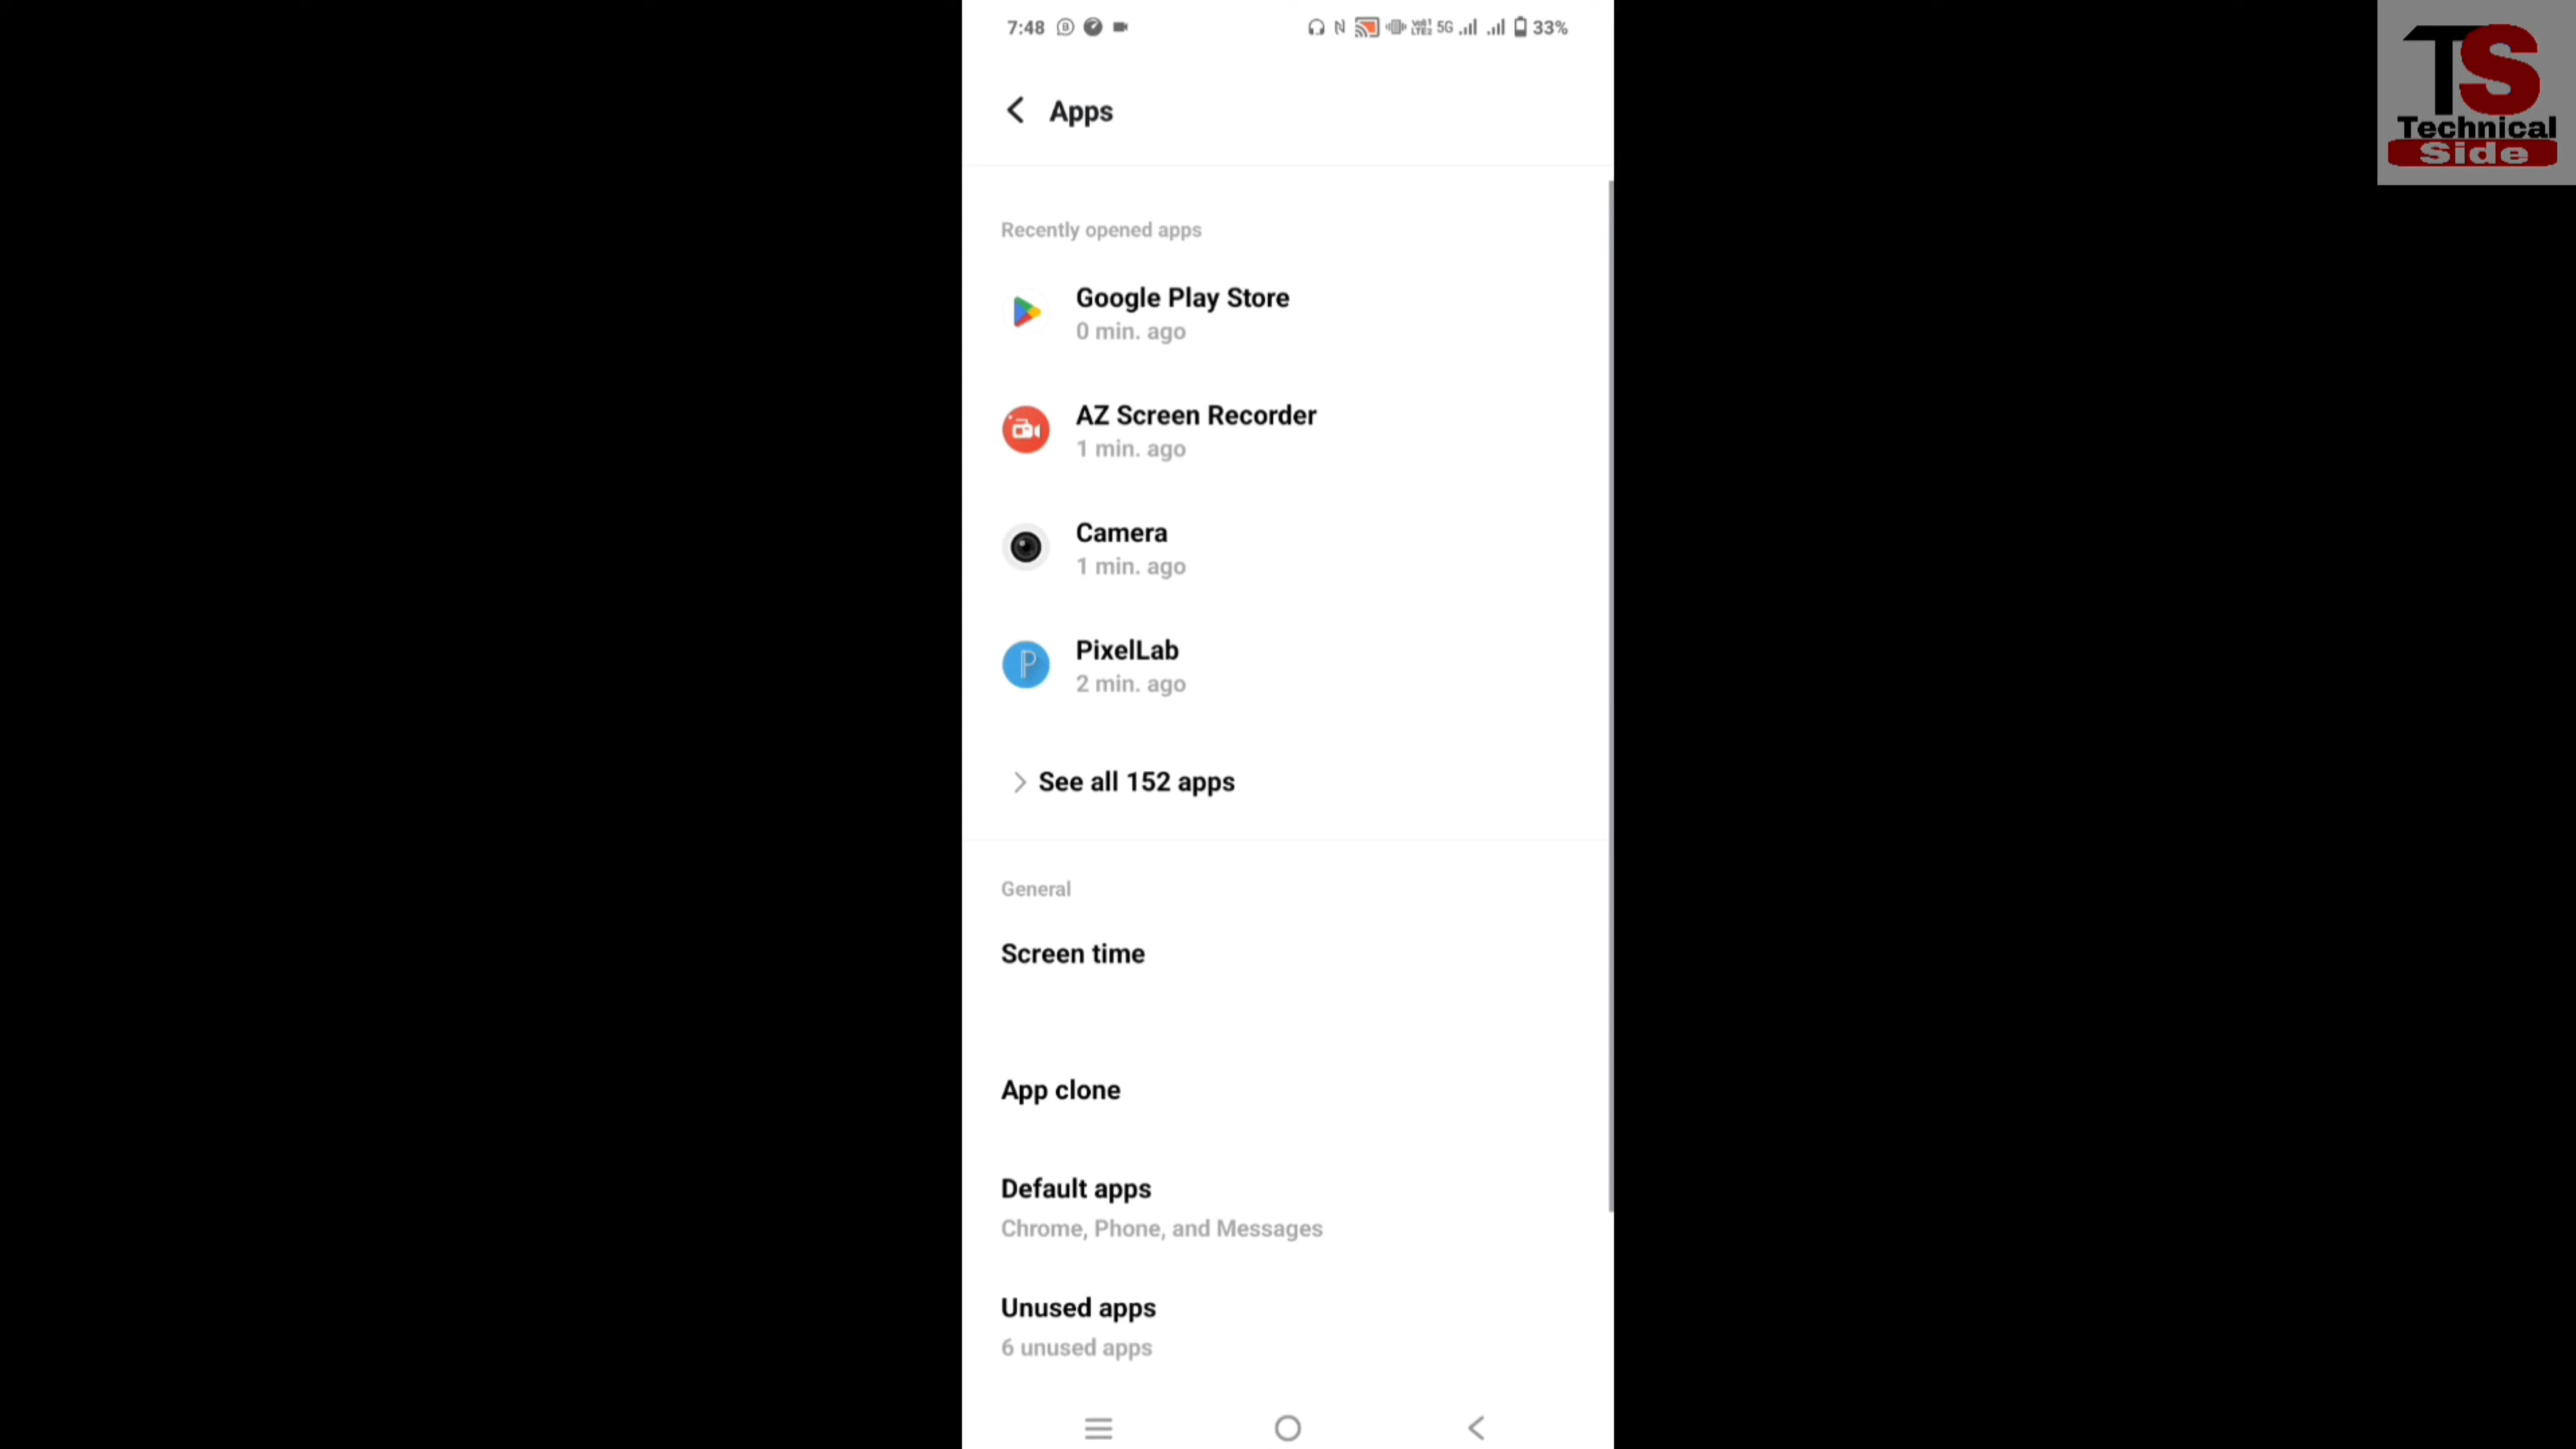 7:48
Vo1 LTE2 5G 33%
TS
Technical
Side
Apps
Recently opened apps
Google Play Store
0 min. ago
AZ Screen Recorder
1 min. ago
Camera
1 min. ago
PixelLab
2 min. ago
See all 152 apps
General
Screen time
App clone
Default apps
Chrome, Phone, and Messages
Unused apps
6 unused apps